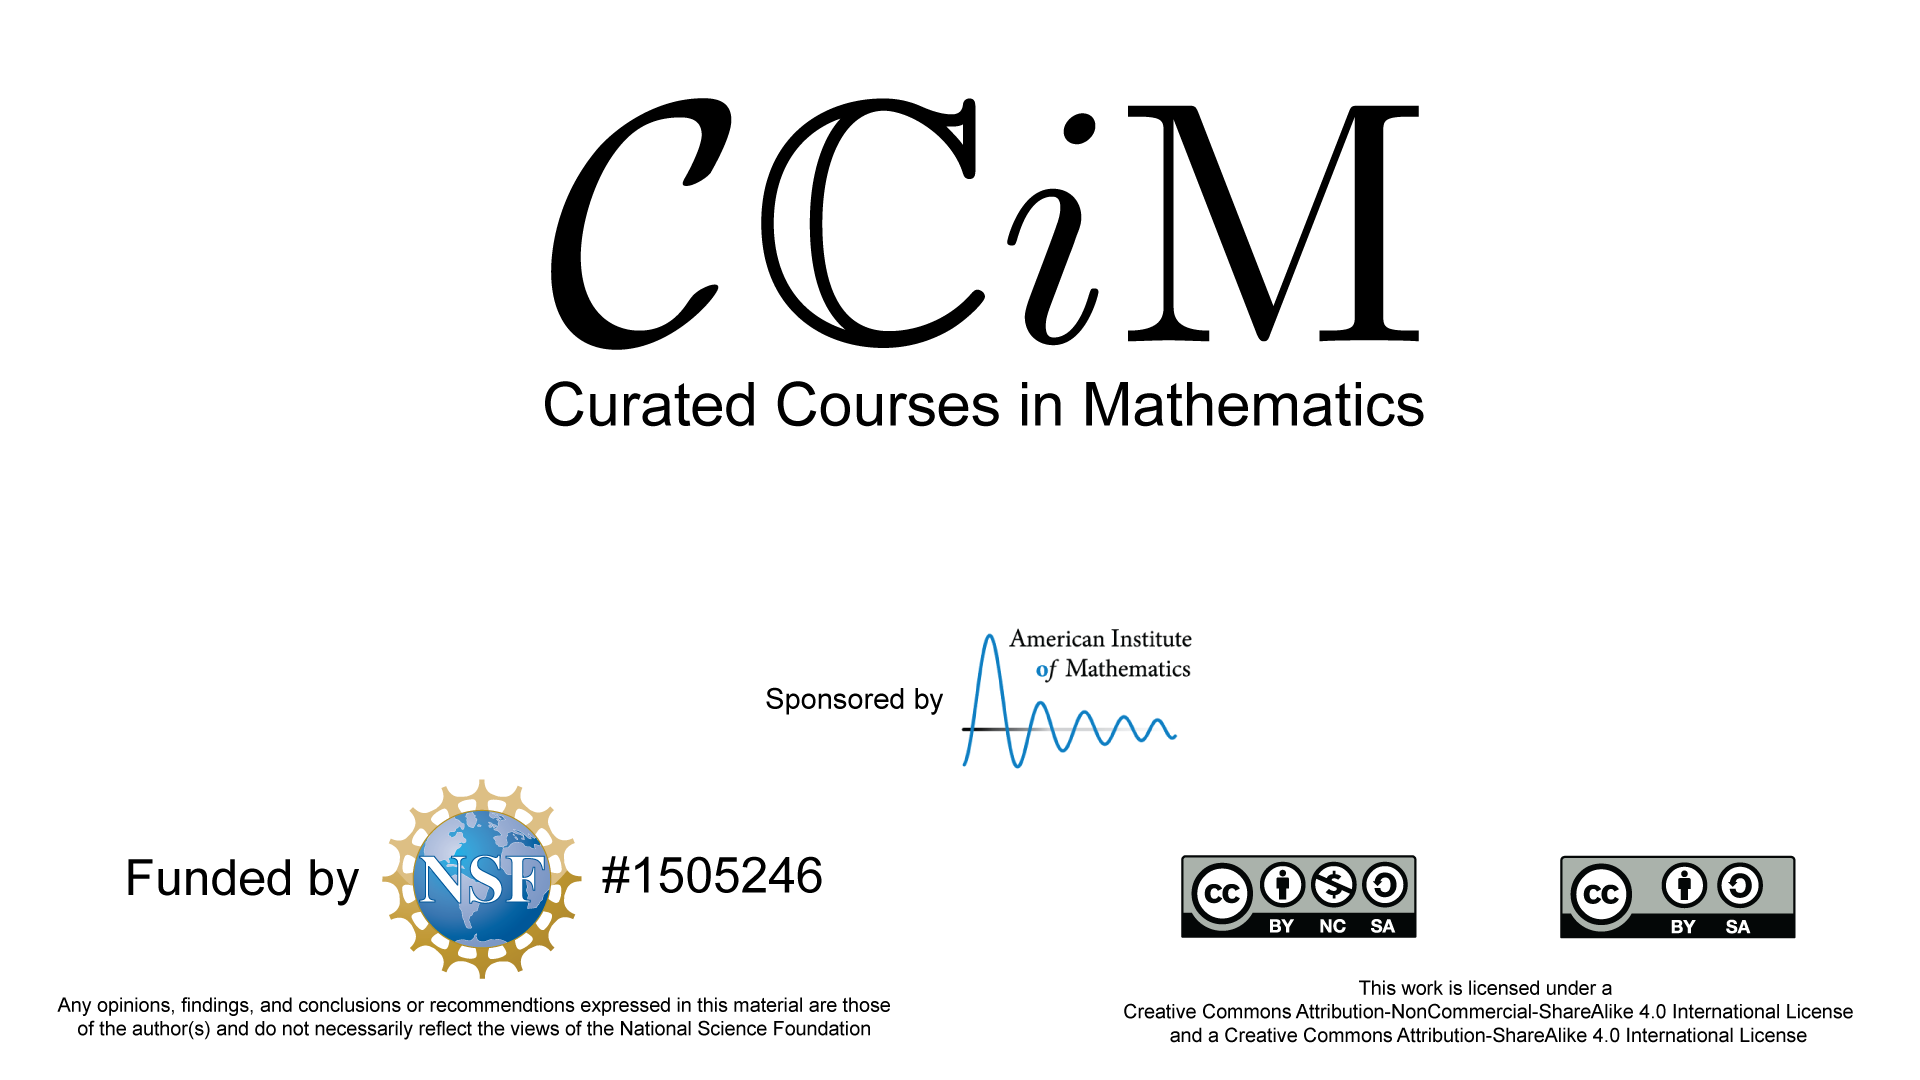 CCiM
Curated Courses in Mathematics
Sponsored by
American Institute
of Mathematics
Funded by
NSF
#1505246
cc
BY NC SA
cc
BY SA
Any opinions, findings, and conclusions or recommendtions expressed in this material are those
of the author(s) and do not necessarily reflect the views of the National Science Foundation
This work is licensed under a
Creative Commons Attribution-NonCommercial-ShareAlike 4.0 International License
and a Creative Commons Attribution-ShareAlike 4.0 International License